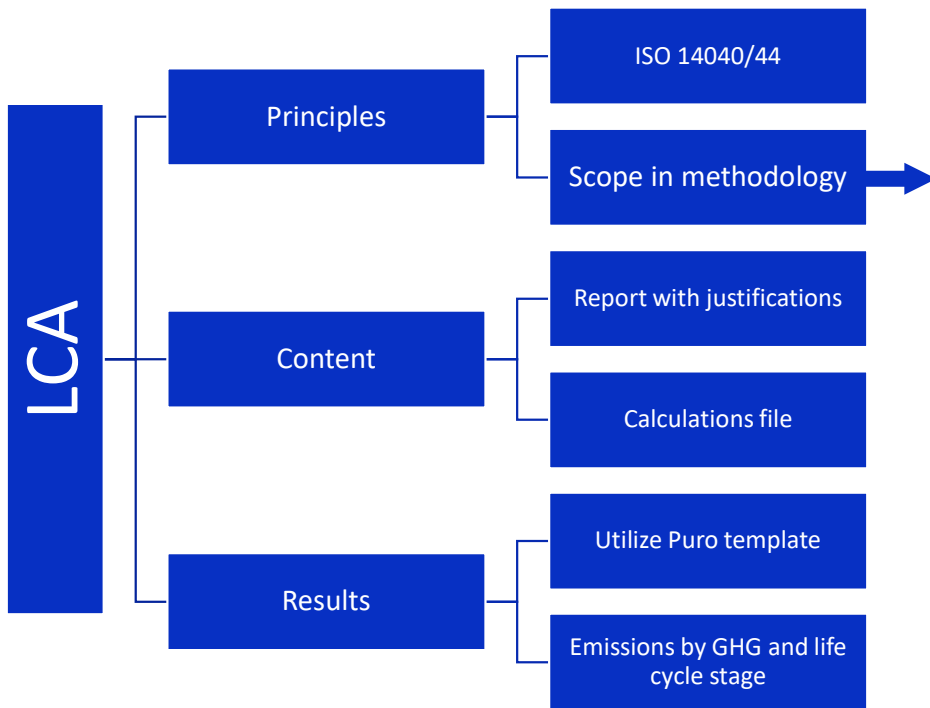 LCA
Principles
ISO 14040/44
Scope in methodology
Content
Report with justifications
Calculations file
Results
Utilize Puro template
Emissions by GHG and life
cycle stage